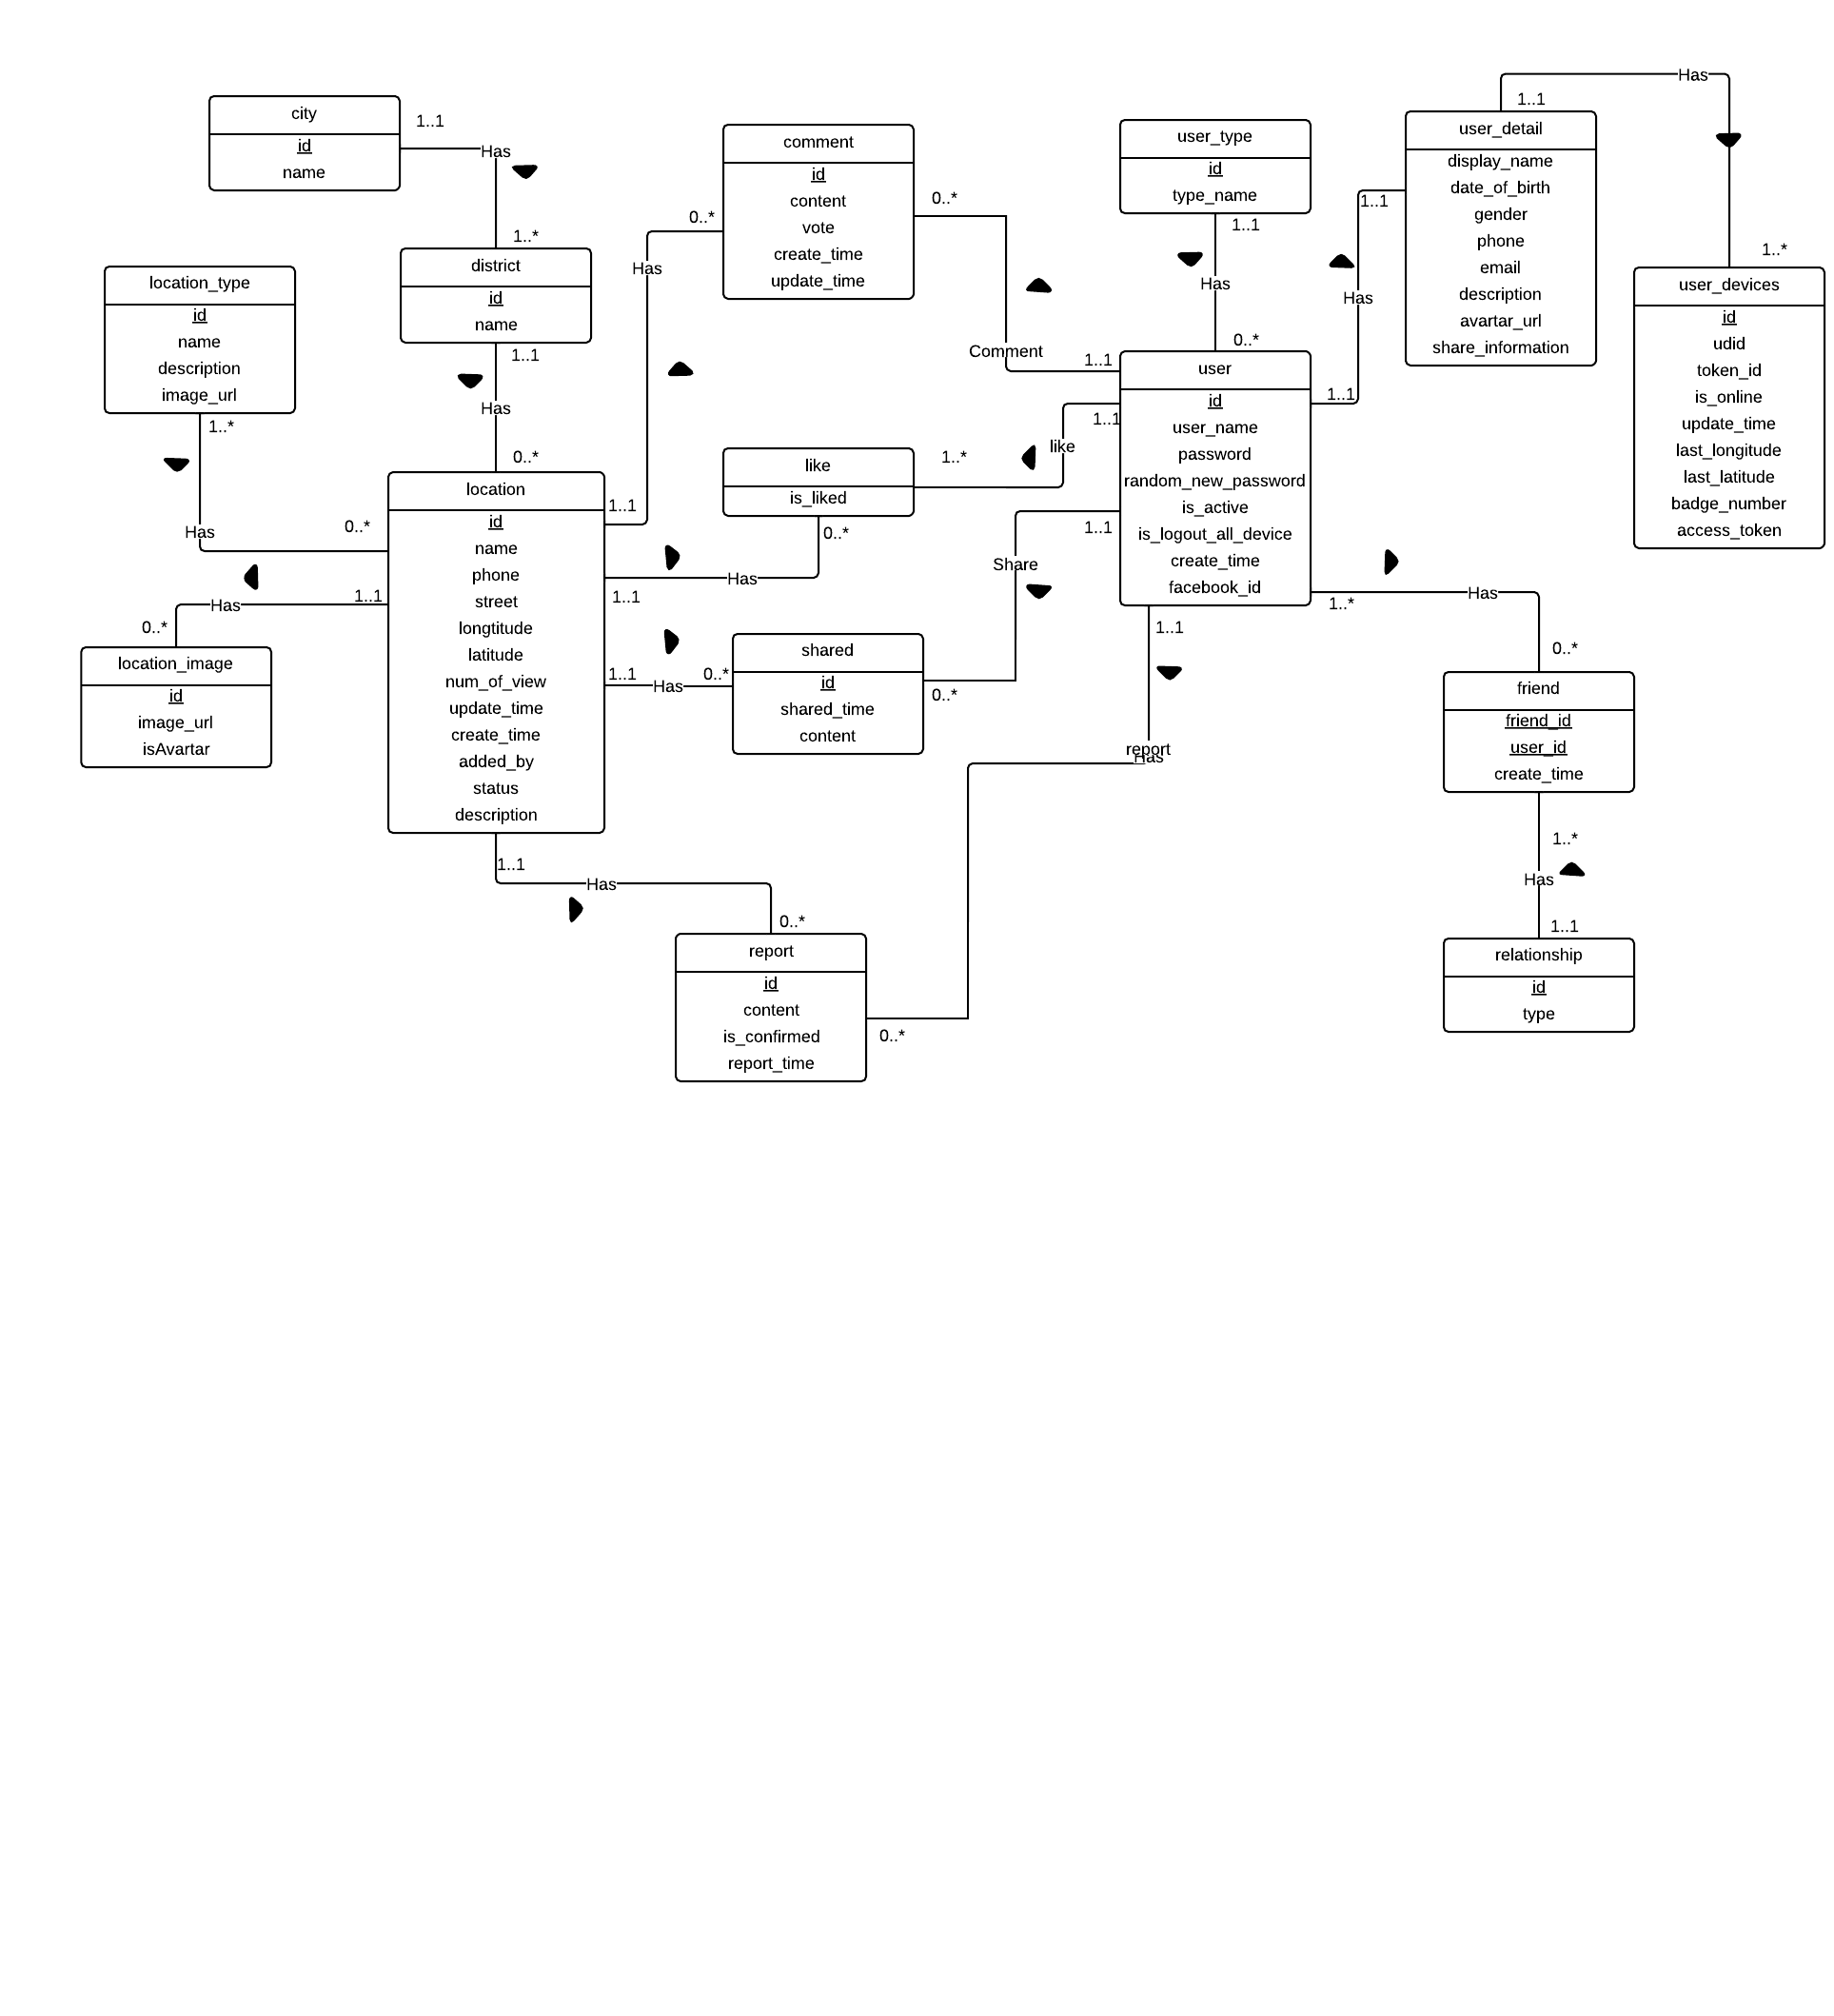 city
id
name
1..1
Has
1..*
district
id
name
1..1
Has
0..*
location_type
id
name
description
image_url
1..*
Has
0..*
location
id
name
phone
street
longtitude
latitude
num_of_view
update_time
create_time
added_by
status
description
1..1
Has
0..*
location_image
id
image_url
isAvartar
1..1
Has
0..*
comment
id
content
vote
create_time
update_time
0..*
Comment
1..1
like
is_liked
0..*
Has
1..1
1..*
like
1..1
1..1
Has
0..*
shared
id
shared_time
content
0..*
Share
1..1
1..1
Has
0..*
report
id
content
is_confirmed
report_time
0..*
report
Has
1..1
user_type
id
type_name
1..1
Has
0..*
user
id
user_name
password
random_new_password
is_active
is_logout_all_device
create_time
facebook_id
1..1
Has
1..1
user_detail
display_name
date_of_birth
gender
phone
email
description
avartar_url
share_information
1..1
Has
1..*
user_devices
id
udid
token_id
is_online
update_time
last_longitude
last_latitude
badge_number
access_token
1..*
Has
0..*
friend
friend_id
user_id
create_time
1..*
Has
1..1
relationship
id
type